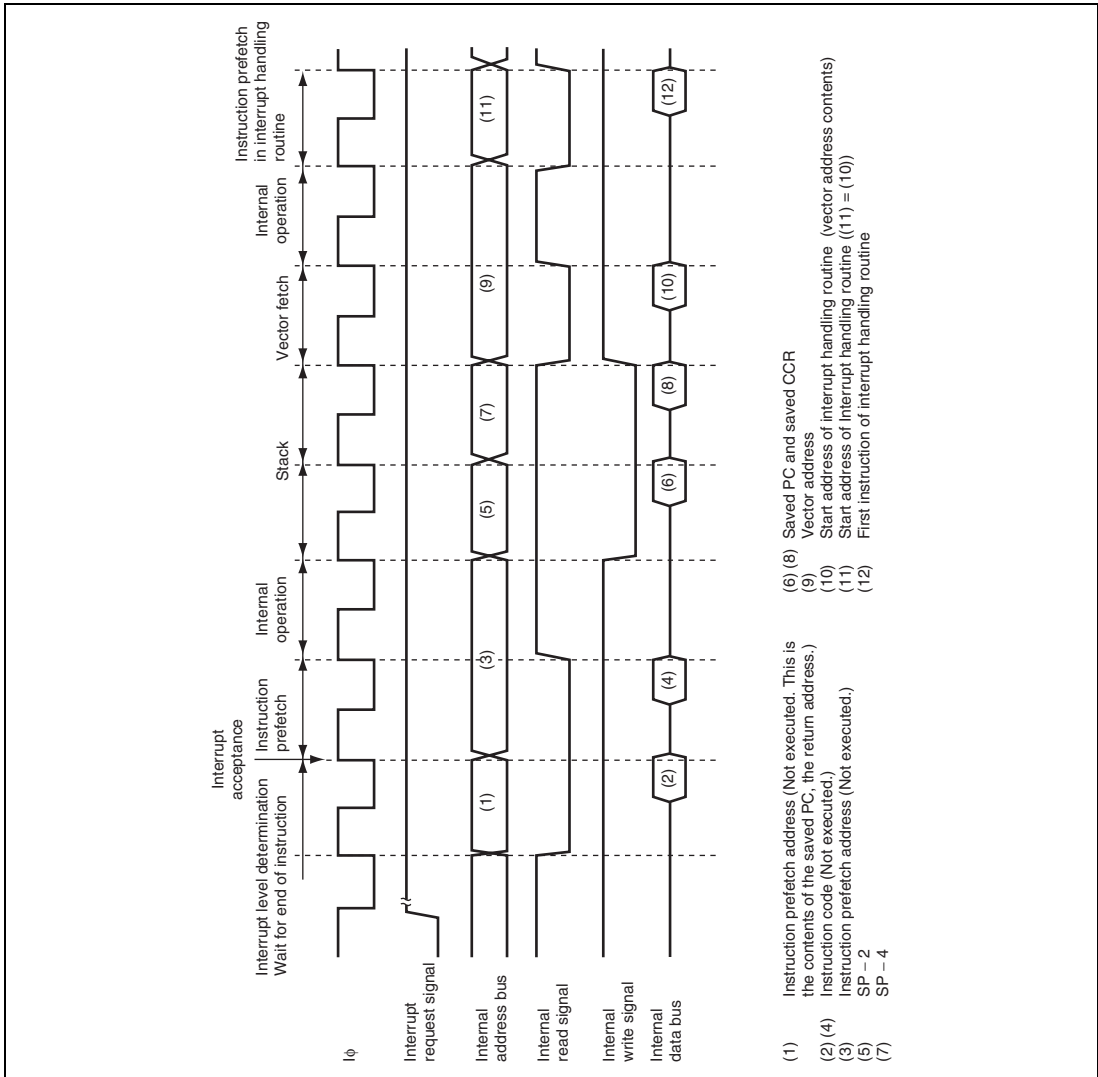 Interrupt
acceptance
Interrupt level determination
Wait for end of instruction
Instruction
prefetch
Internal
operation
Stack
Vector fetch
Internal
operation
Instruction prefetch
in interrupt handling
routine
Iφ
Interrupt
request signal
Internal
address bus
(1)
(3)
(5)
(7)
(9)
(11)
Internal
read signal
Internal
write signal
Internal
data bus
(2)
(4)
(6)
(8)
(10)
(12)
(1) Instruction prefetch address (Not executed. This is
the contents of the saved PC, the return address.)
(2) (4) Instruction code (Not executed.)
(3) Instruction prefetch address (Not executed.)
(5) SP – 2
(7) SP – 4
(6) (8) Saved PC and saved CCR
(9) Vector address
(10) Start address of interrupt handling routine (vector address contents)
(11) Start address of Interrupt handling routine ((11) = (10))
(12) First instruction of interrupt handling routine